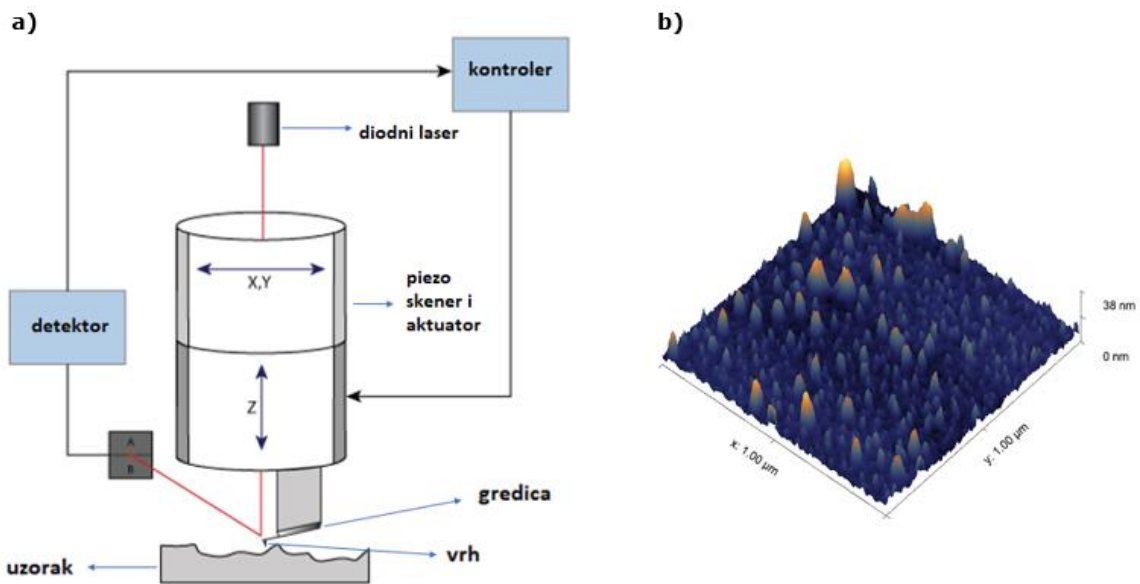 a)
kontroler
diodni laser
X,Y
piezo
skener i
aktuator
detektor
Z
A
B
gredica
vrh
uzorak
b)
38 nm
0 nm
x: 1.00 µm
y: 1.00 µm